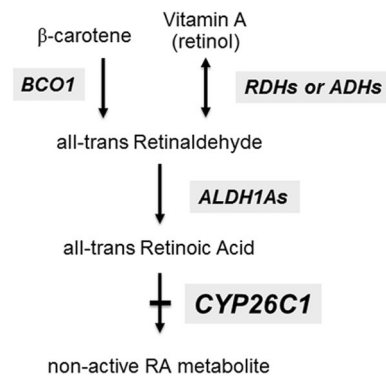 Vitamin A
(retinol)
β-carotene
BCO1
RDHs or ADHs
all-trans Retinaldehyde
ALDH1As
all-trans Retinoic Acid
CYP26C1
non-active RA metabolite